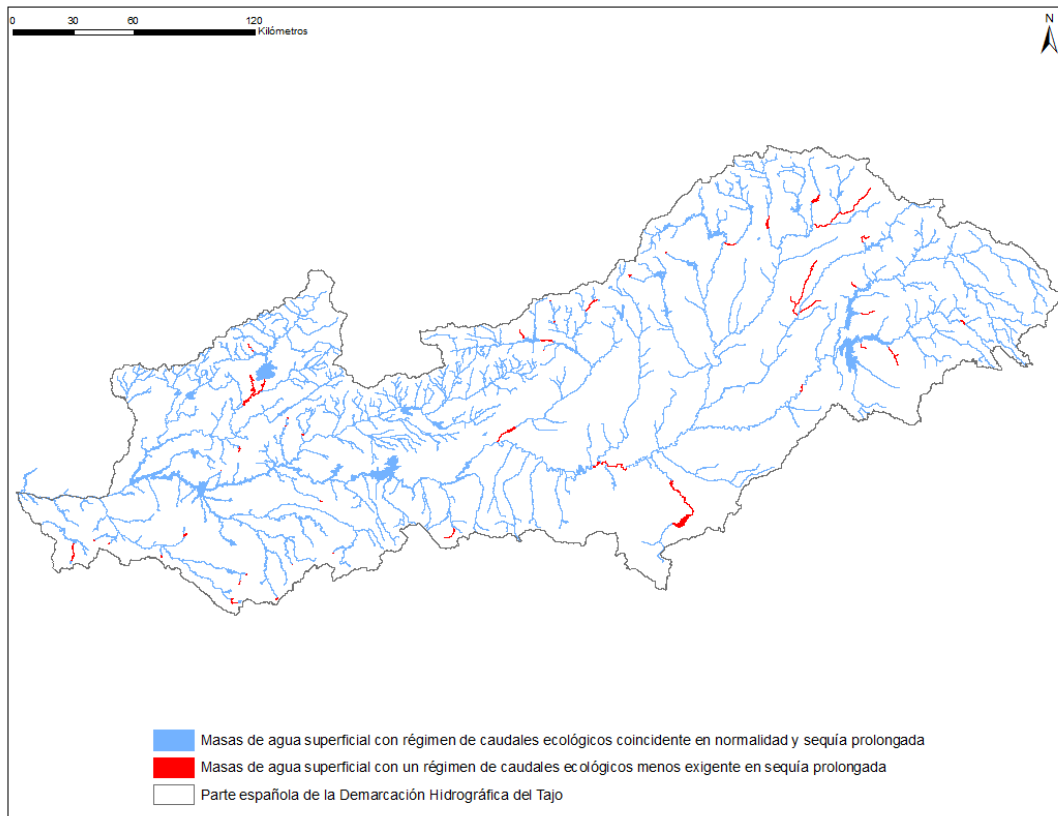 0 30 60 120
Kilómetros
N
Masas de agua superficial con régimen de caudales ecológicos coincidente en normalidad y sequía prolongada
Masas de agua superficial con un régimen de caudales ecológicos menos exigente en sequía prolongada
Parte española de la Demarcación Hidrográfica del Tajo